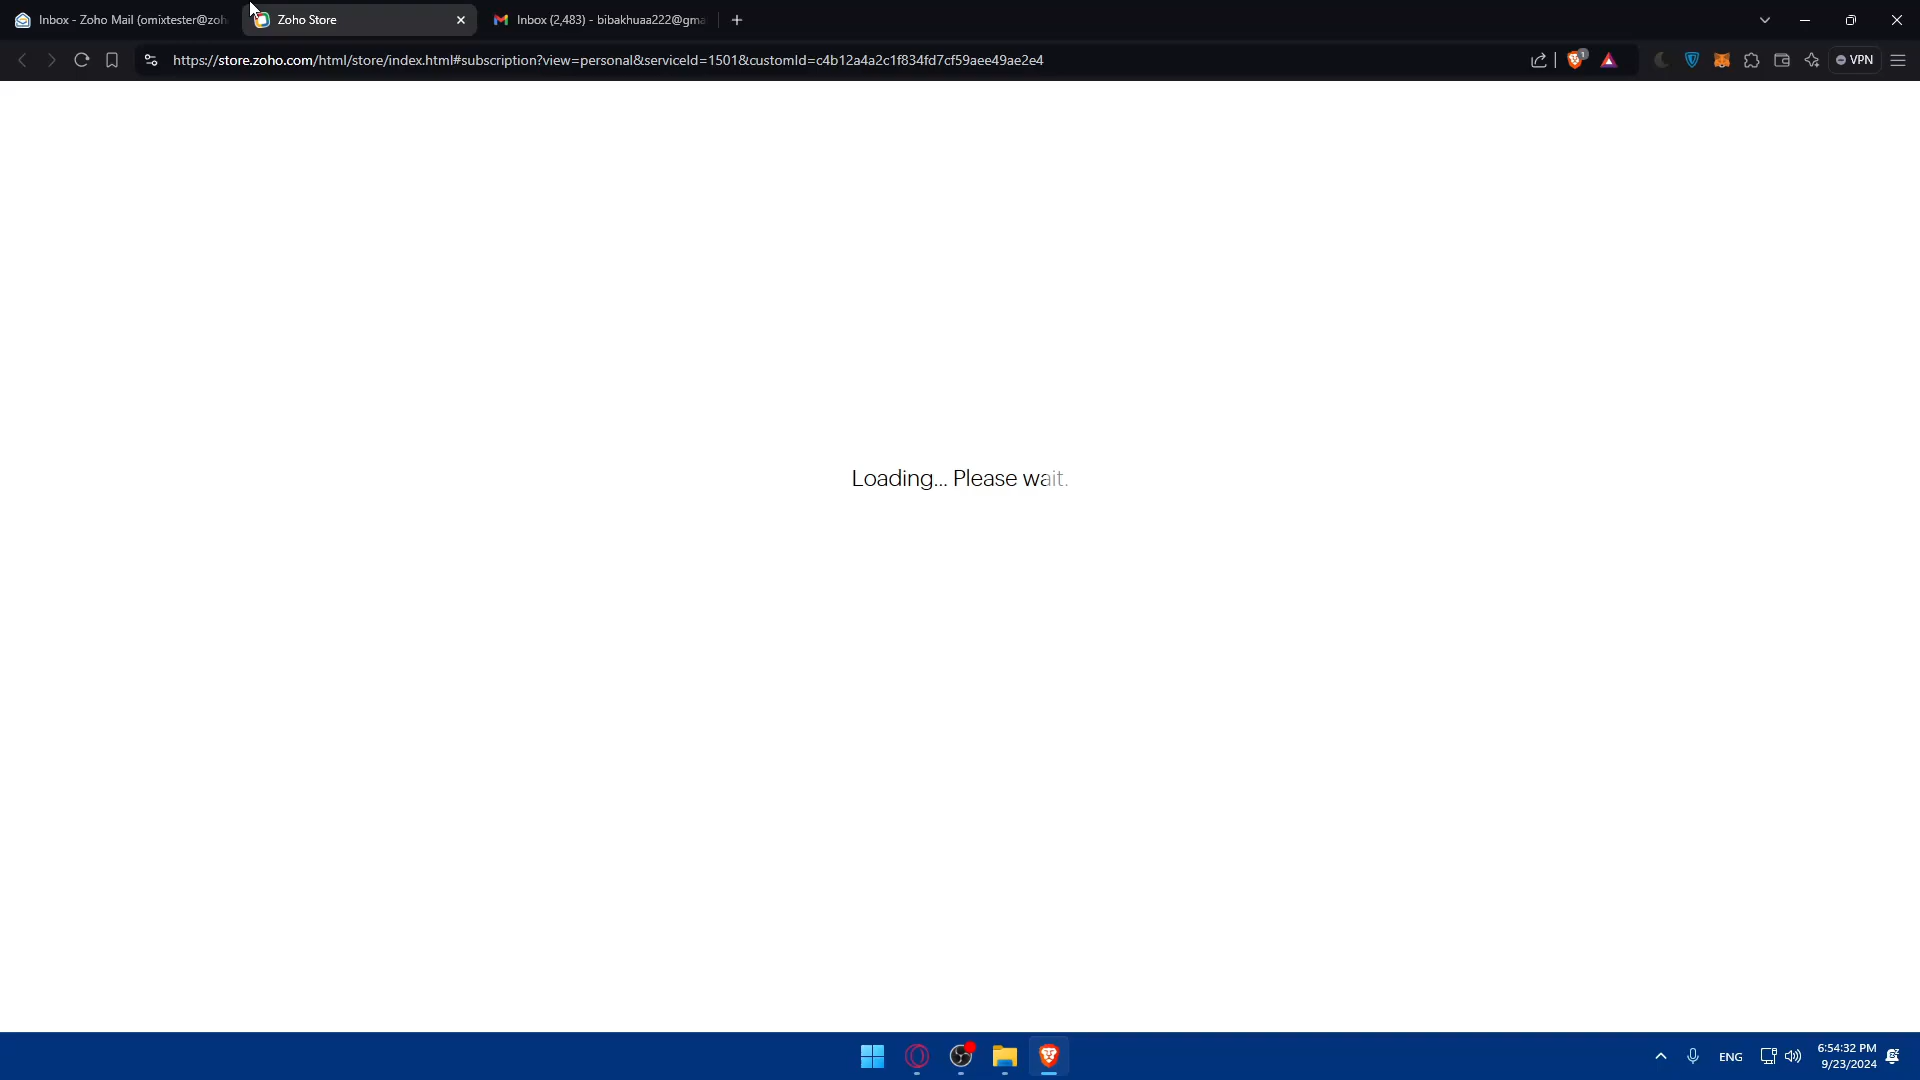 Inbox - Zoho Mail (omixtester@zoh
Zoho Store
Inbox (2,483) - bibakhuaa222@gma
https://store.zoho.com/html/store/index.html#subscription?view=personal&serviceId=1501&customId=c4b12a4a2c1f834fd7cf59aee49ae2e4
1
VPN
Loading... Please wait.
ENG
6:54:32 PM
9/23/2024